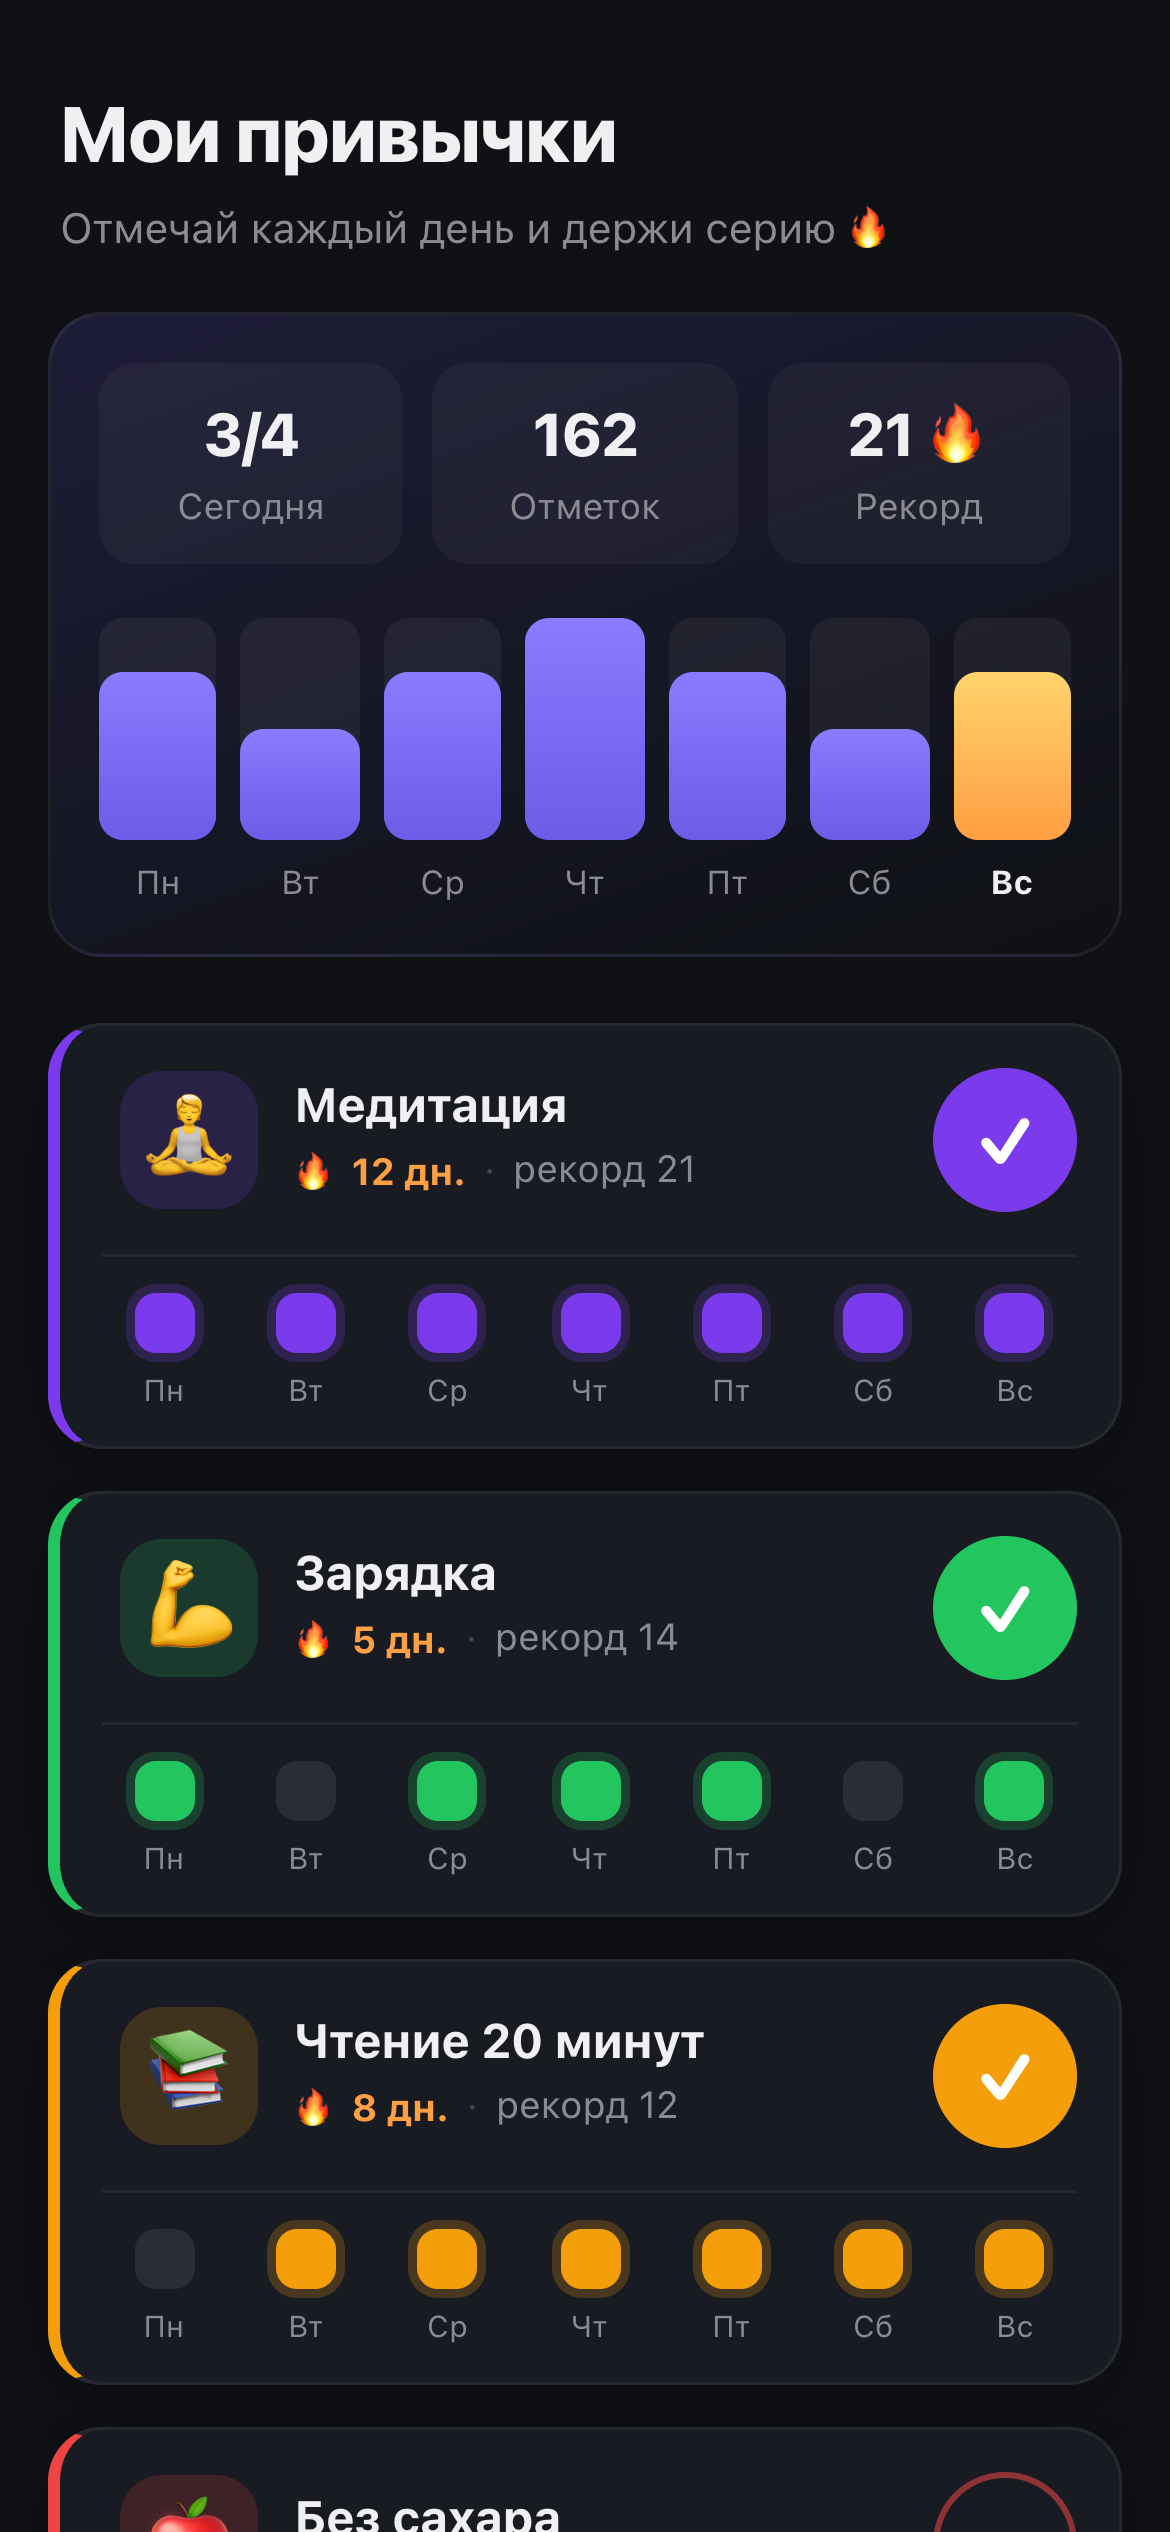 Мои привычки
Отмечай каждый день и держи серию 🔥
3/4 162 21 🔥
Сегодня Отметок Рекорд
Пн Вт Ср Чт Пт Сб Вс
Медитация
🔥 12 дн. · рекорд 21
Пн Вт Ср Чт Пт Сб Вс
Зарядка
🔥 5 дн. · рекорд 14
Пн Вт Ср Чт Пт Сб Вс
Чтение 20 минут
🔥 8 дн. · рекорд 12
Пн Вт Ср Чт Пт Сб Вс
Без сахара